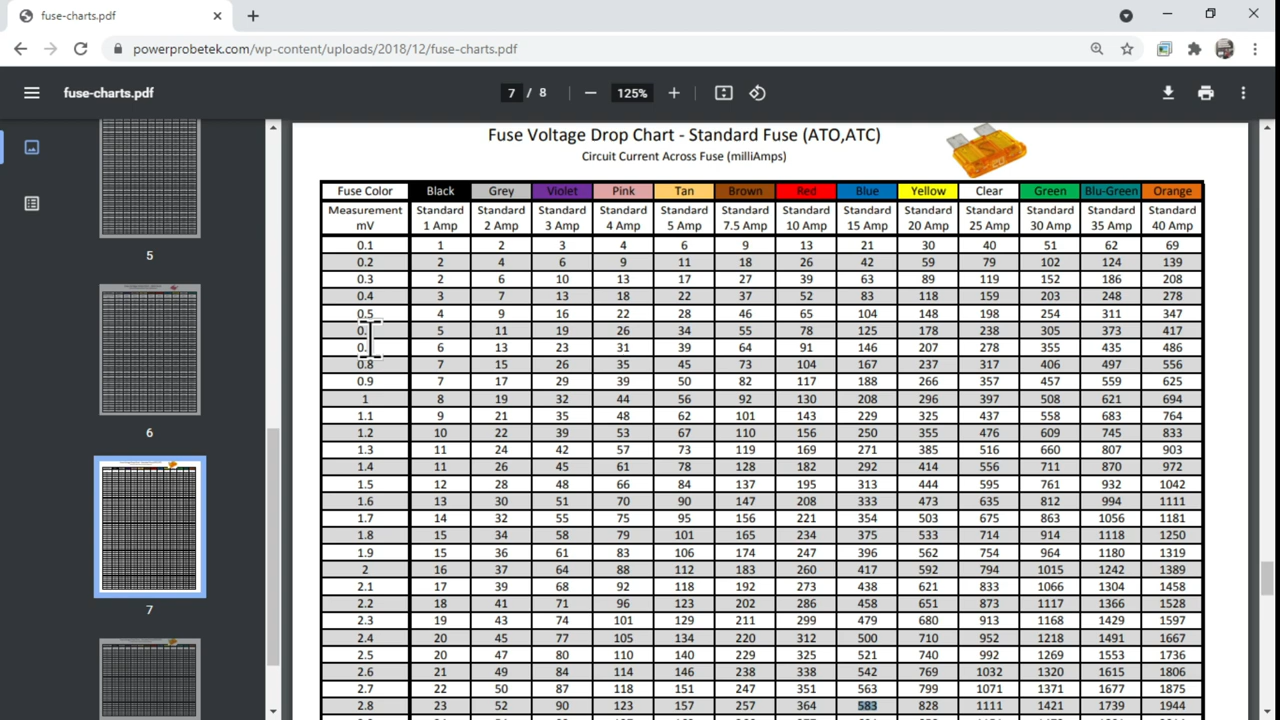 fuse-charts.pdf
powerprobetek.com/wp-content/uploads/2018/12/fuse-charts.pdf
fuse-charts.pdf 7 / 8 125%
5
6
7
Fuse Voltage Drop Chart - Standard Fuse (ATO,ATC)
Circuit Current Across Fuse (milliAmps)
Fuse Color Black Grey Violet Pink Tan Brown Red Blue Yellow Clear Green Blu-Green Orange
Measurement Standard Standard Standard Standard Standard Standard Standard Standard Standard Standard Standard Standard Standard
mV 1 Amp 2 Amp 3 Amp 4 Amp 5 Amp 7.5 Amp 10 Amp 15 Amp 20 Amp 25 Amp 30 Amp 35 Amp 40 Amp
0.1 1 2 3 4 6 9 13 21 30 40 51 62 69
0.2 2 4 6 9 11 18 26 42 59 79 102 124 139
0.3 2 6 10 13 17 27 39 63 89 119 152 186 208
0.4 3 7 13 18 22 37 52 83 118 159 203 248 278
0.5 4 9 16 22 28 46 65 104 148 198 254 311 347
0. 5 11 19 26 34 55 78 125 178 238 305 373 417
0. 6 13 23 31 39 64 91 146 207 278 355 435 486
0.8 7 15 26 35 45 73 104 167 237 317 406 497 556
0.9 7 17 29 39 50 82 117 188 266 357 457 559 625
1 8 19 32 44 56 92 130 208 296 397 508 621 694
1.1 9 21 35 48 62 101 143 229 325 437 558 683 764
1.2 10 22 39 53 67 110 156 250 355 476 609 745 833
1.3 11 24 42 57 73 119 169 271 385 516 660 807 903
1.4 11 26 45 61 78 128 182 292 414 556 711 870 972
1.5 12 28 48 66 84 137 195 313 444 595 761 932 1042
1.6 13 30 51 70 90 147 208 333 473 635 812 994 1111
1.7 14 32 55 75 95 156 221 354 503 675 863 1056 1181
1.8 15 34 58 79 101 165 234 375 533 714 914 1118 1250
1.9 15 36 61 83 106 174 247 396 562 754 964 1180 1319
2 16 37 64 88 112 183 260 417 592 794 1015 1242 1389
2.1 17 39 68 92 118 192 273 438 621 833 1066 1304 1458
2.2 18 41 71 96 123 202 286 458 651 873 1117 1366 1528
2.3 19 43 74 101 129 211 299 479 680 913 1168 1429 1597
2.4 20 45 77 105 134 220 312 500 710 952 1218 1491 1667
2.5 20 47 80 110 140 229 325 521 740 992 1269 1553 1736
2.6 21 49 84 114 146 238 338 542 769 1032 1320 1615 1806
2.7 22 50 87 118 151 247 351 563 799 1071 1371 1677 1875
2.8 23 52 90 123 157 257 364 583 828 1111 1421 1739 1944